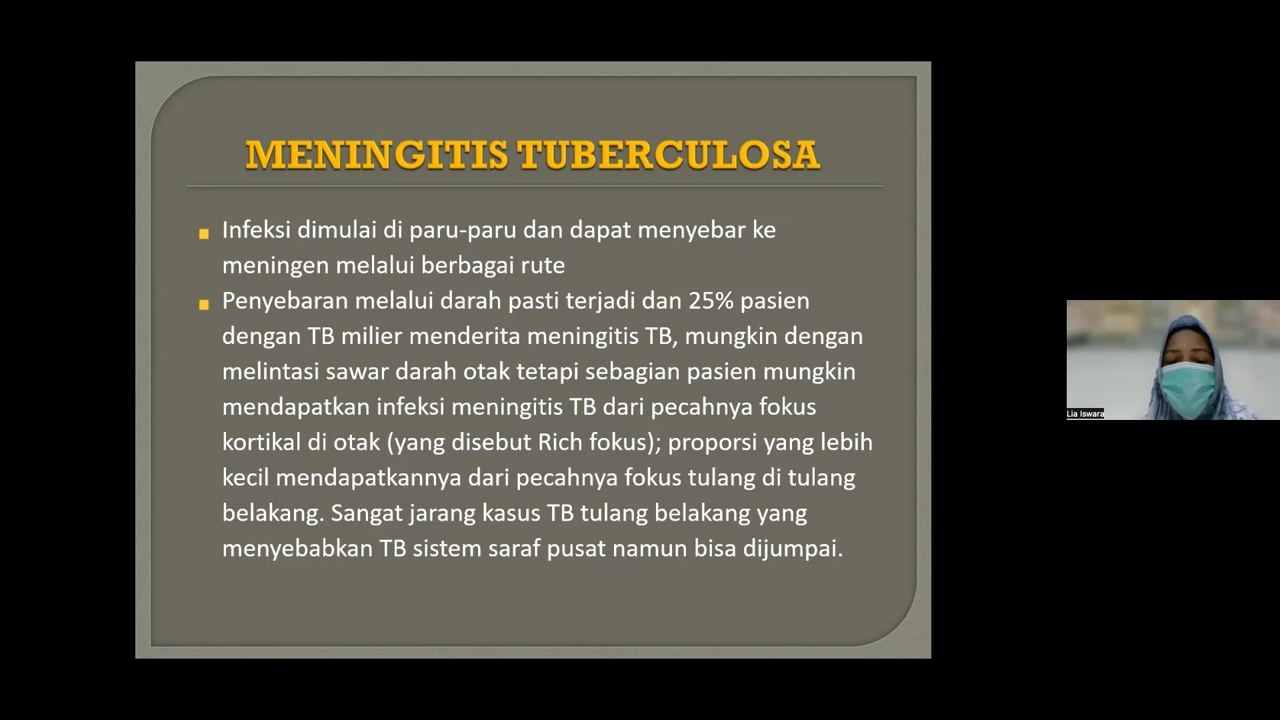 MENINGITIS TUBERCULOSA
Infeksi dimulai di paru-paru dan dapat menyebar ke
meningen melalui berbagai rute
Penyebaran melalui darah pasti terjadi dan 25% pasien
dengan TB milier menderita meningitis TB, mungkin dengan
melintasi sawar darah otak tetapi sebagian pasien mungkin
mendapatkan infeksi meningitis TB dari pecahnya fokus
kortikal di otak (yang disebut Rich fokus); proporsi yang lebih
kecil mendapatkannya dari pecahnya fokus tulang di tulang
belakang. Sangat jarang kasus TB tulang belakang yang
menyebabkan TB sistem saraf pusat namun bisa dijumpai.
Lia Iswara